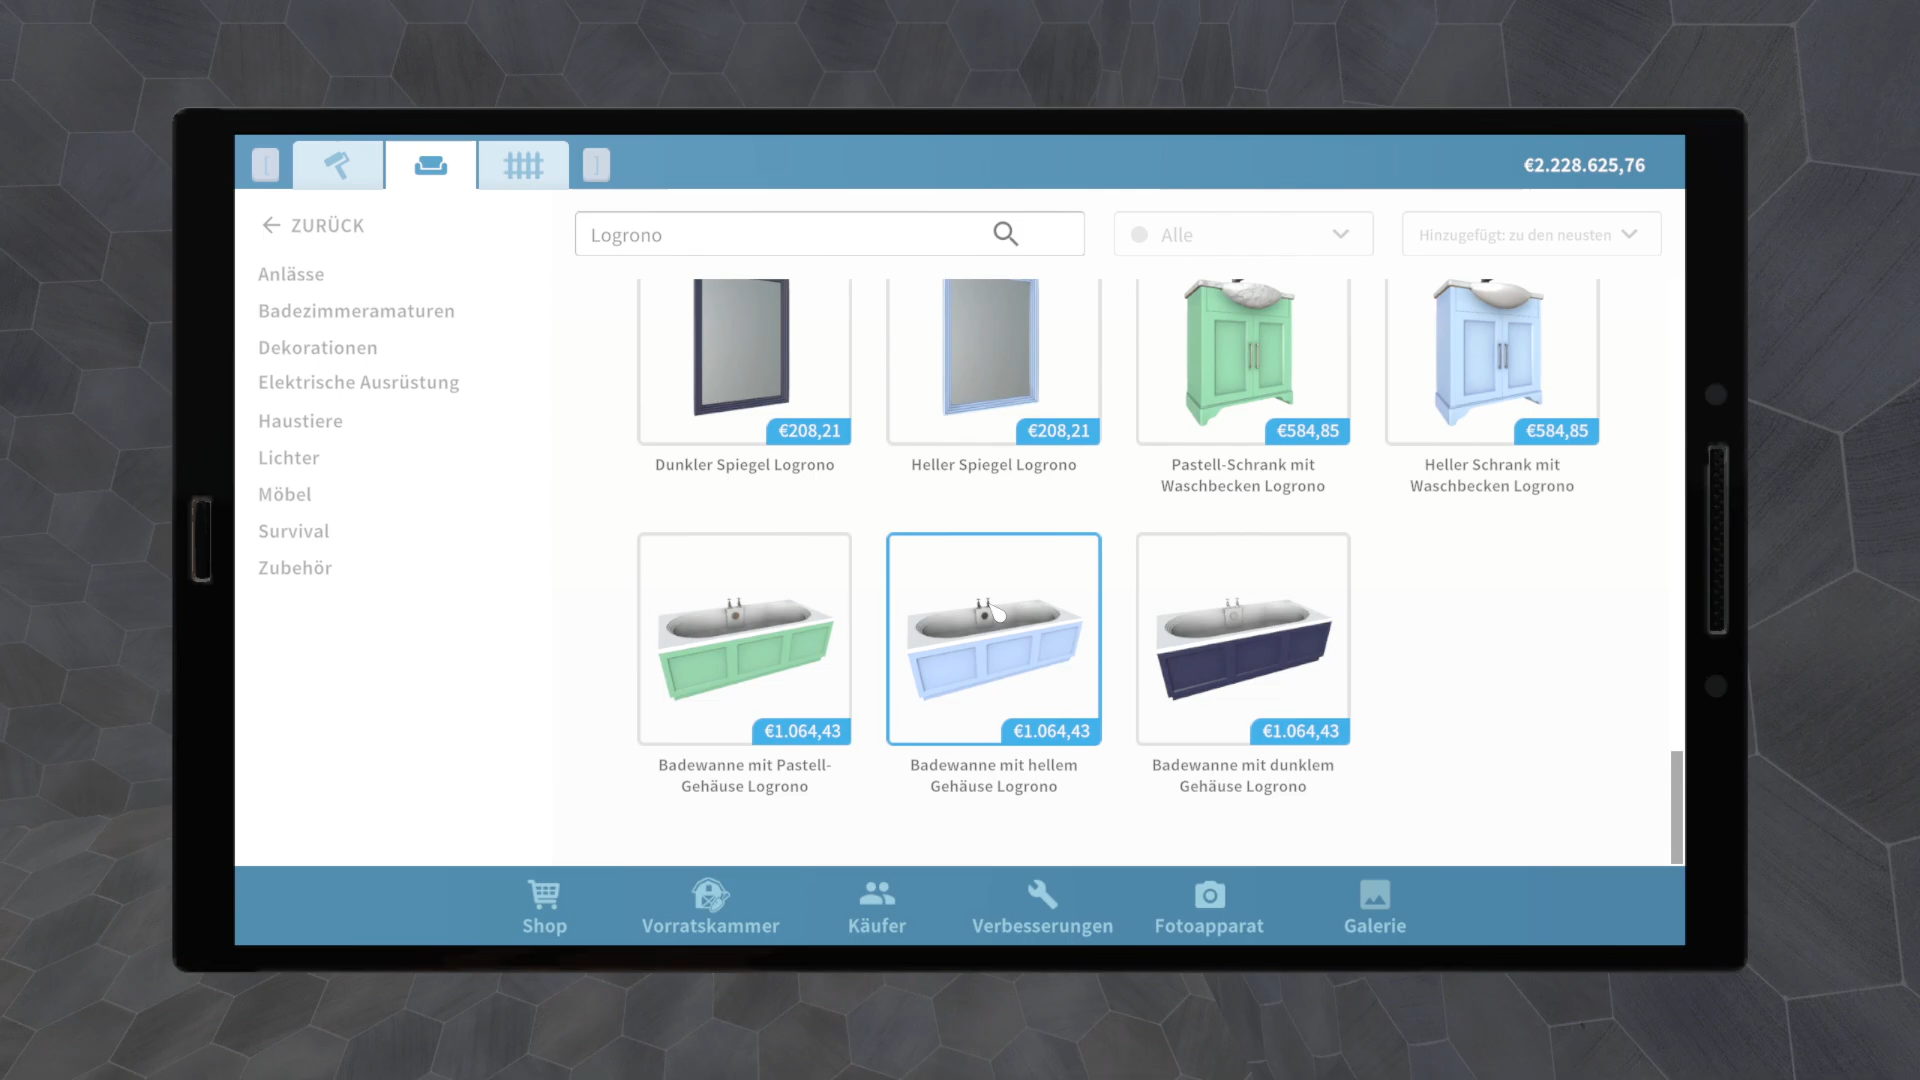 €2.228.625,76
ZURÜCK
Anlässe
Badezimmeramaturen
Dekorationen
Elektrische Ausrüstung
Haustiere
Lichter
Möbel
Survival
Zubehör
Logrono
Alle
Hinzugefügt: zu den neusten
€208,21
€208,21
€584,85
€584,85
Dunkler Spiegel Logrono
Heller Spiegel Logrono
Pastell-Schrank mit
Waschbecken Logrono
Heller Schrank mit
Waschbecken Logrono
€1.064,43
€1.064,43
€1.064,43
Badewanne mit Pastell-
Gehäuse Logrono
Badewanne mit hellem
Gehäuse Logrono
Badewanne mit dunklem
Gehäuse Logrono
Shop
Vorratskammer
Käufer
Verbesserungen
Fotoapparat
Galerie